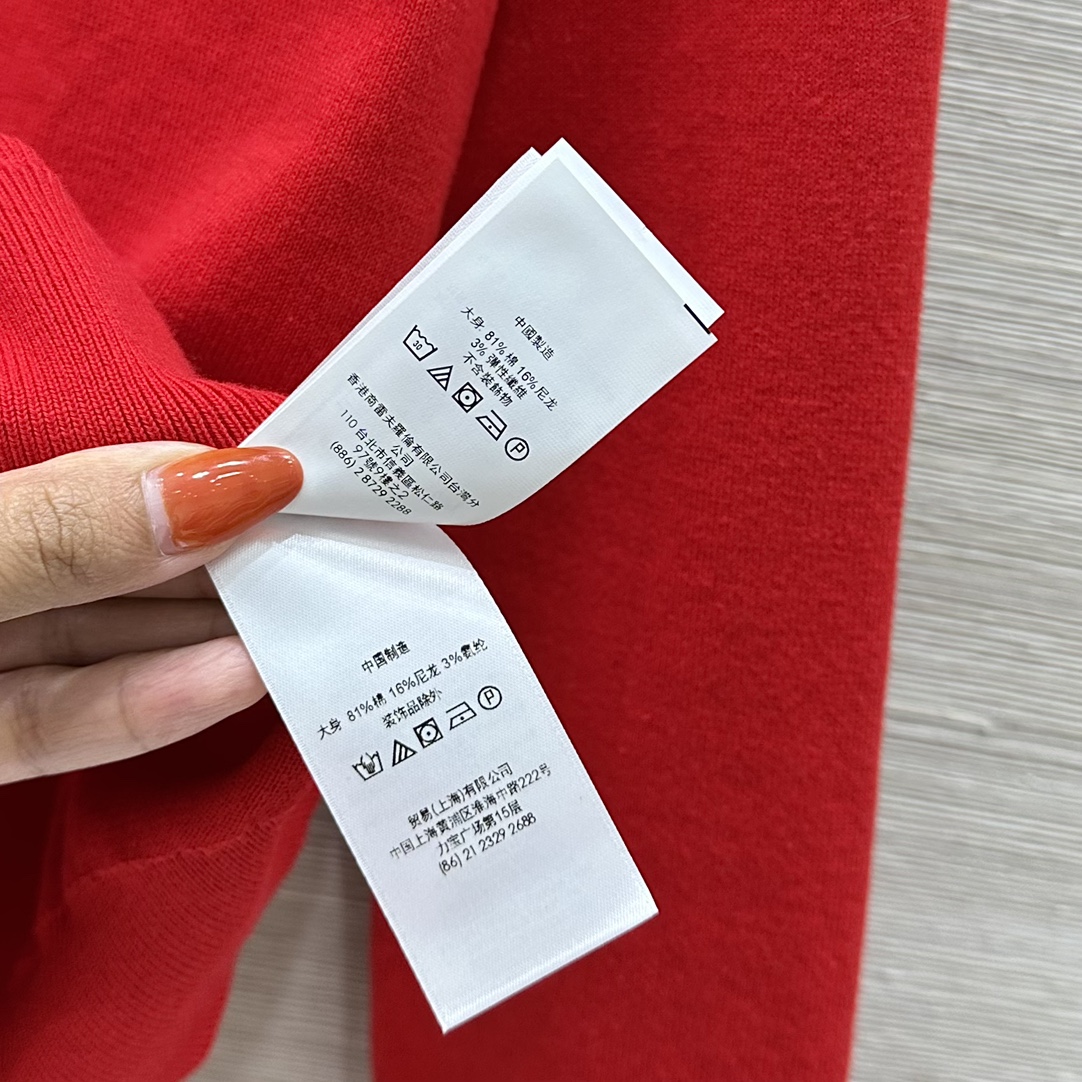 中國製造
大身: 81% 棉 16% 尼龙
3% 彈性纖維
不含裝飾物
30
P
香港商雷夫羅倫有限公司台灣分
公司
110 台北市信義區松仁路
97號9樓之2
(886) 2 8729 2288
中国制造
大身 81%棉 16%尼龙 3%氨纶
装饰品除外
P
贸易(上海)有限公司
中国上海黄浦区淮海中路222号
力宝广场第15层
(86) 21 2329 2688